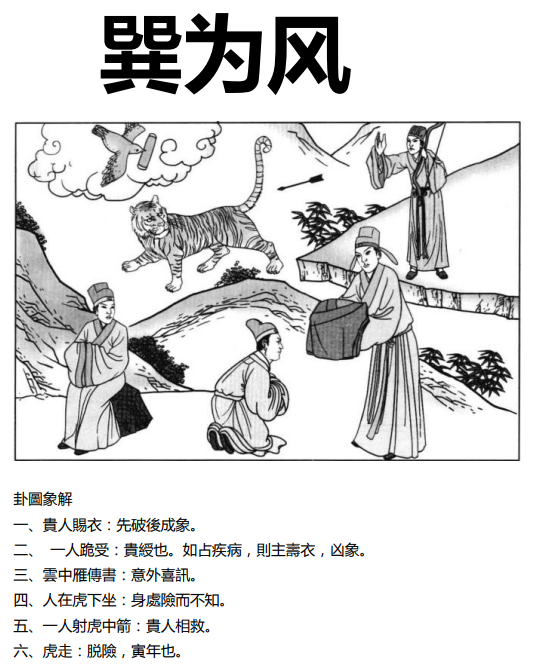 巽为风
卦圖象解
一、貴人賜衣：先破後成象。
二、 一人跪受：貴綬也。如占疾病，則主壽衣，凶象。
三、雲中雁傳書：意外喜訊。
四、人在虎下坐：身處險而不知。
五、一人射虎中箭：貴人相救。
六、虎走：脱險，寅年也。